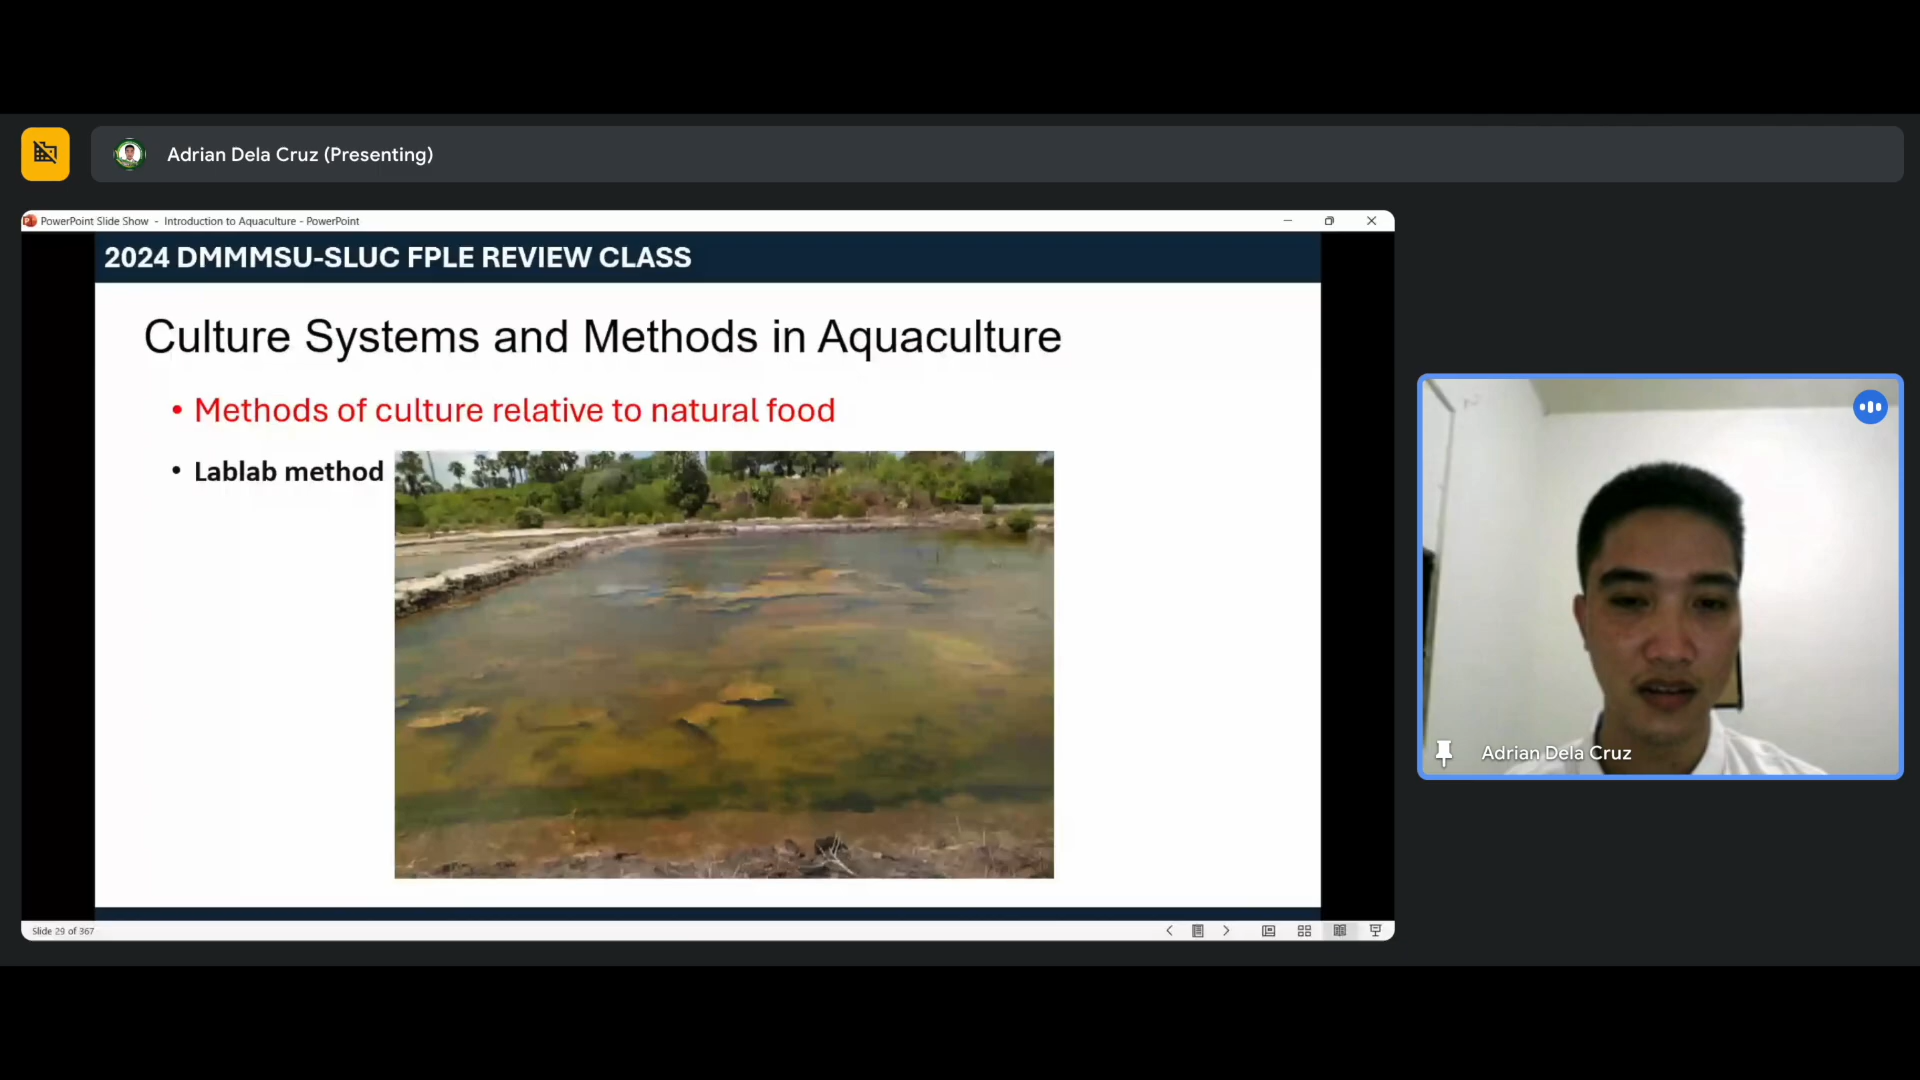 Adrian Dela Cruz (Presenting)
PowerPoint Slide Show - Introduction to Aquaculture - PowerPoint
2024 DMMMSU-SLUC FPLE REVIEW CLASS
Culture Systems and Methods in Aquaculture
• Methods of culture relative to natural food
• Lablab method
Adrian Dela Cruz
Slide 29 of 367